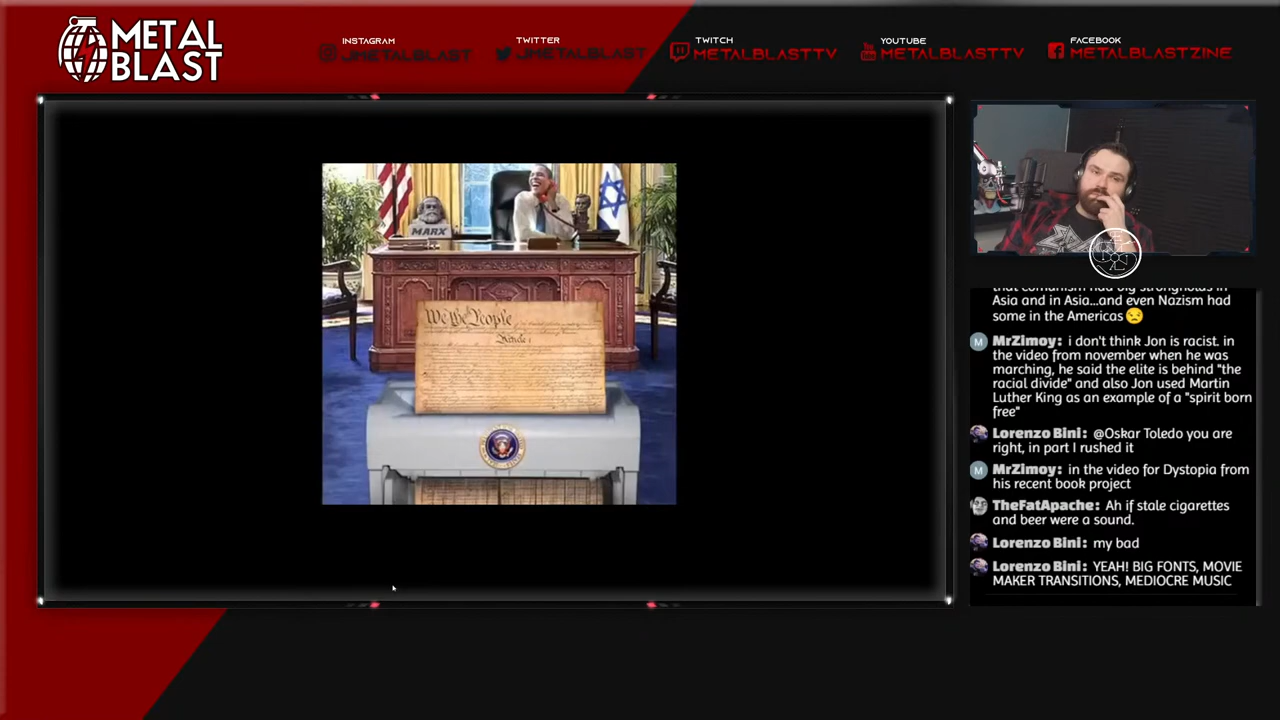 METAL
BLAST
INSTAGRAM
JMETALBLAST
TWITTER
JMETALBLAST
TWITCH
METALBLASTTV
YOUTUBE
METALBLASTTV
FACEBOOK
METALBLASTZINE
MARX
We the People
Article I
that Comunism had big strongholds in
Asia and in Asia...and even Nazism had
some in the Americas😒
M MrZimoy: i don't think Jon is racist. in
the video from november when he was
marching, he said the elite is behind "the
racial divide" and also Jon used Martin
Luther King as an example of a "spirit born
free"
Lorenzo Bini: @Oskar Toledo you are
right, in part I rushed it
M MrZimoy: in the video for Dystopia from
his recent book project
TheFatApache: Ah if stale cigarettes
and beer were a sound.
Lorenzo Bini: my bad
Lorenzo Bini: YEAH! BIG FONTS, MOVIE
MAKER TRANSITIONS, MEDIOCRE MUSIC